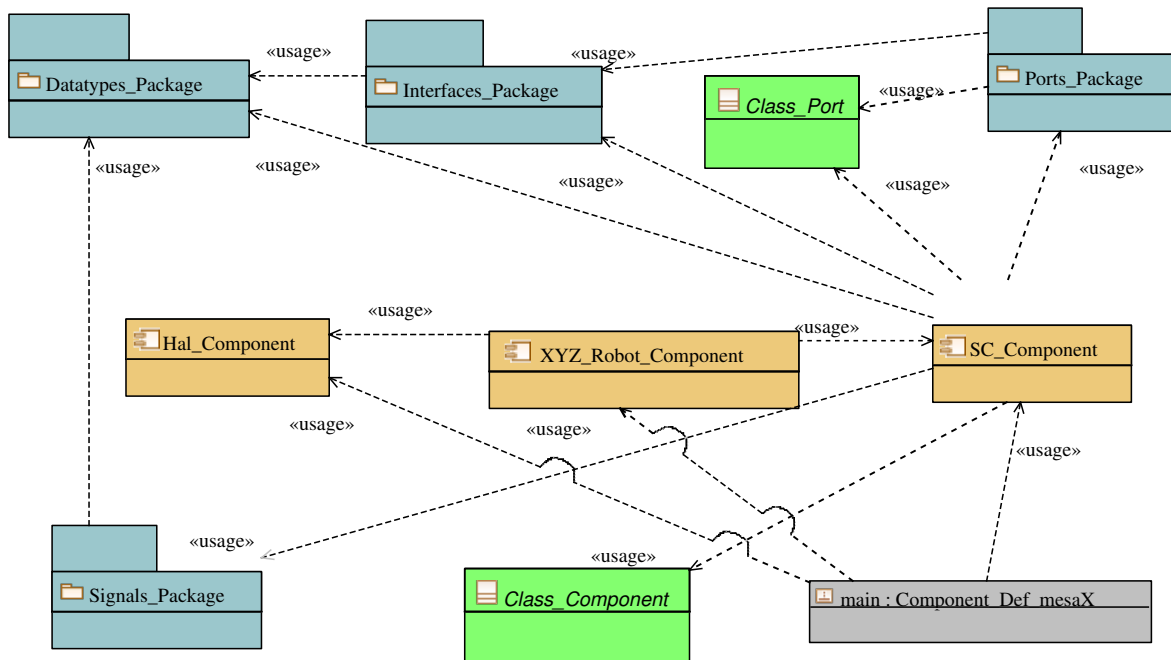 «usage»
«usage»
Datatypes_Package
Interfaces_Package
Class_Port
«usage»
Ports_Package
«usage»
«usage»
«usage»
«usage»
«usage»
«usage»
«usage»
Hal_Component
XYZ_Robot_Component
SC_Component
«usage»
«usage»
«usage»
«usage»
«usage»
Signals_Package
Class_Component
main : Component_Def_mesaX